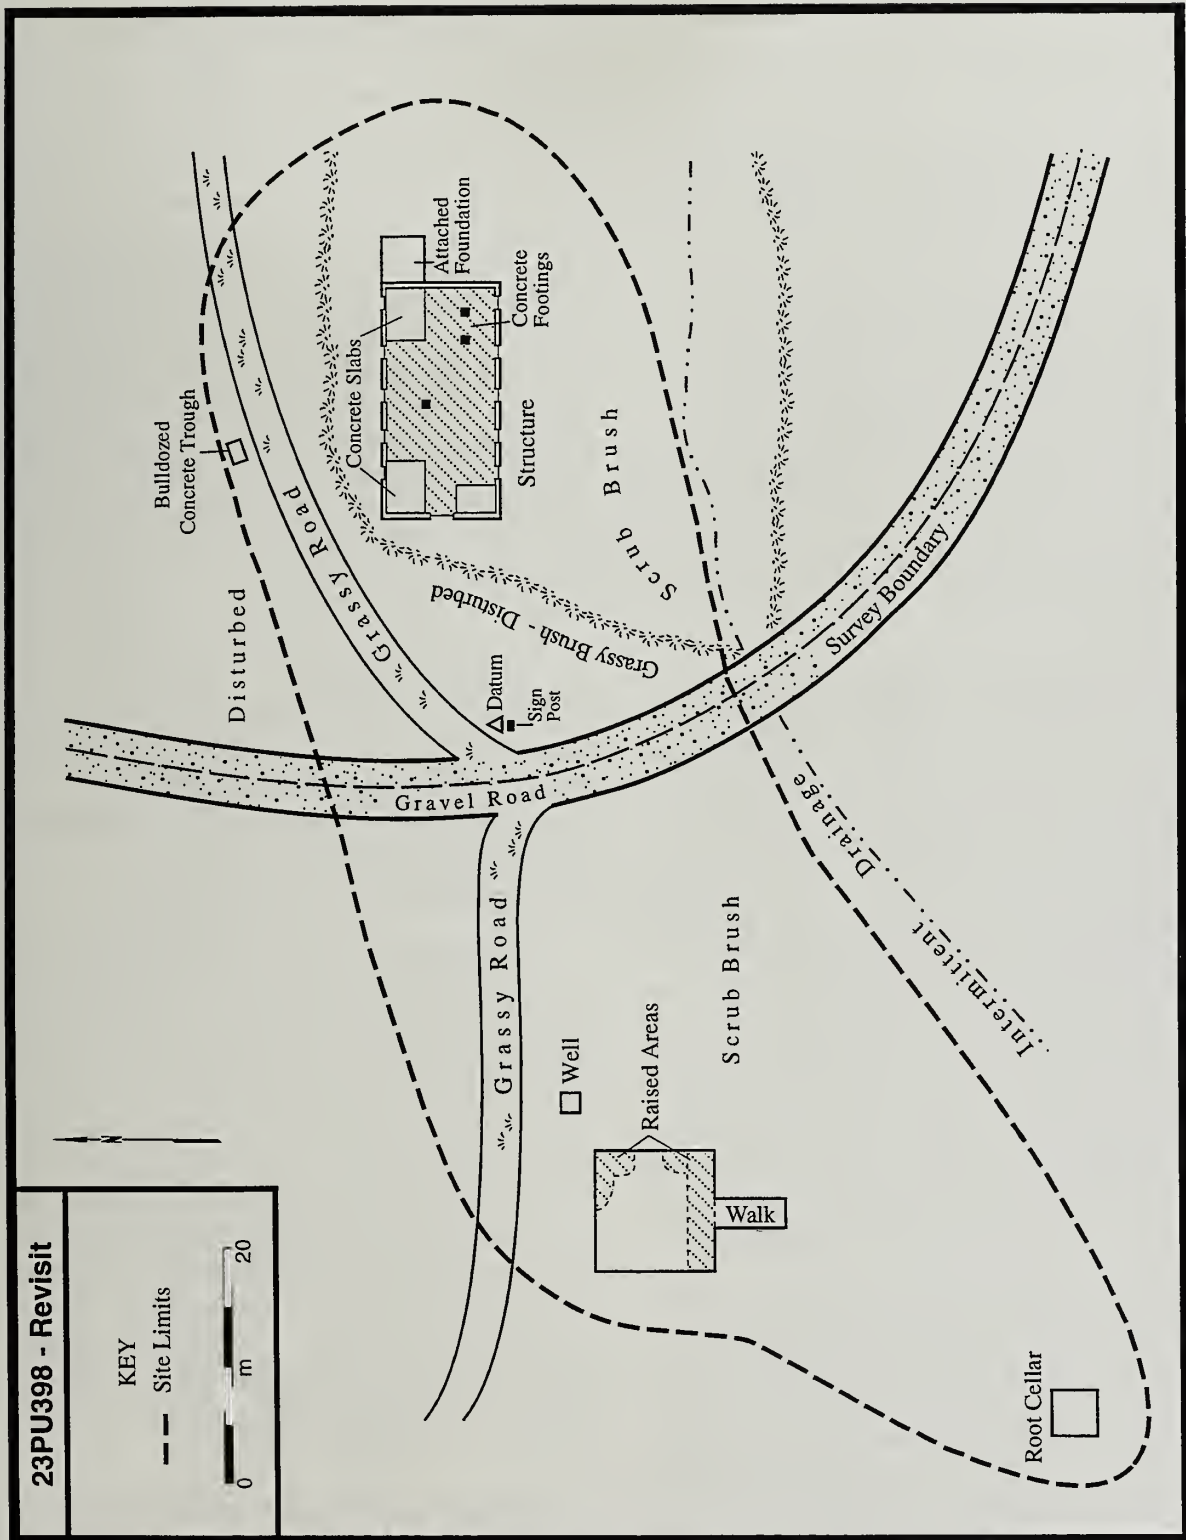 23PU398 - Revisit
KEY
Site Limits
0 m 20
N
Bulldozed
Concrete Trough
Disturbed
Grassy Road
Concrete Slabs
Attached
Foundation
Concrete
Footings
Structure
Scrub Brush
Grassy Brush - Disturbed
Datum
Sign
Post
Gravel Road
Survey Boundary
Grassy Road
Well
Raised Areas
Walk
Scrub Brush
Intermittent Drainage
Root Cellar